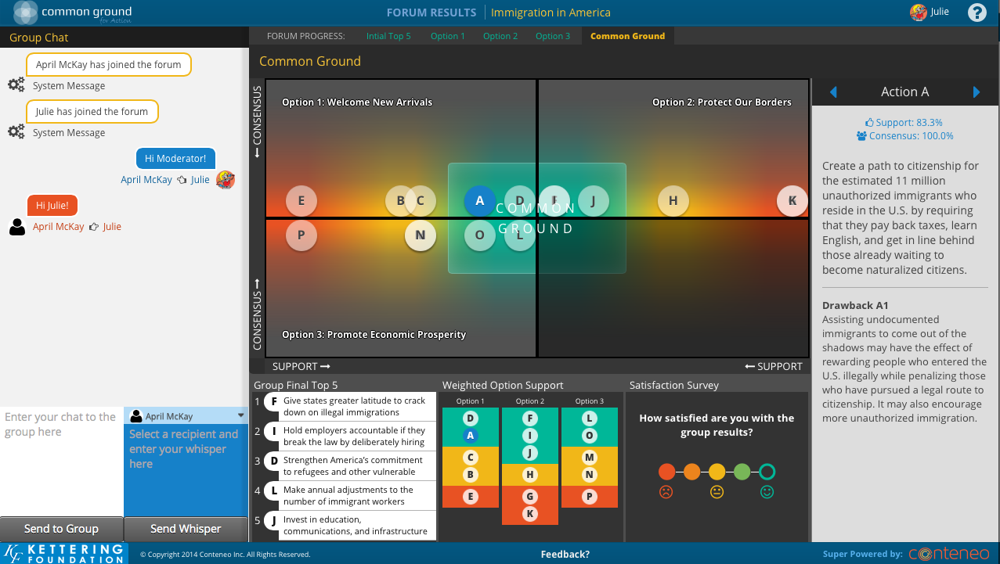 common ground
for Action
FORUM RESULTS
Immigration in America
Julie
?
Group Chat
FORUM PROGRESS:
Intial Top 5
Option 1
Option 2
Option 3
Common Ground
April McKay has joined the forum
System Message
Julie has joined the forum
System Message
Hi Moderator!
April McKay Julie
Hi Julie!
April McKay Julie
Enter your chat to the
group here
April McKay
Select a recipient and
enter your whisper
here
Send to Group
Send Whisper
Common Ground
CONSENSUS
CONSENSUS
Option 1: Welcome New Arrivals
Option 2: Protect Our Borders
E
B
C
A
D
J
H
K
COMMON
GROUND
P
N
O
L
Option 3: Promote Economic Prosperity
SUPPORT
SUPPORT
Group Final Top 5
1 F Give states greater latitude to crack
down on illegal immigrations
2 I Hold employers accountable if they
break the law by deliberately hiring
3 D Strengthen America's commitment
to refugees and other vulnerable
4 L Make annual adjustments to the
number of immigrant workers
5 J Invest in education,
communications, and infrastructure
Weighted Option Support
Option 1 Option 2 Option 3
D F L
A I O
J
C M
B H N
E G P
K
Satisfaction Survey
How satisfied are you with the
group results?
Action A
Support: 83.3%
Consensus: 100.0%
Create a path to citizenship for
the estimated 11 million
unauthorized immigrants who
reside in the U.S. by requiring
that they pay back taxes, learn
English, and get in line behind
those already waiting to
become naturalized citizens.
Drawback A1
Assisting undocumented
immigrants to come out of the
shadows may have the effect of
rewarding people who entered the
U.S. illegally while penalizing those
who have pursued a legal route to
citizenship. It may also encourage
more unauthorized immigration.
KETTERING
FOUNDATION
© Copyright 2014 Conteneo Inc. All Rights Reserved.
Feedback?
Super Powered by:
conteneo